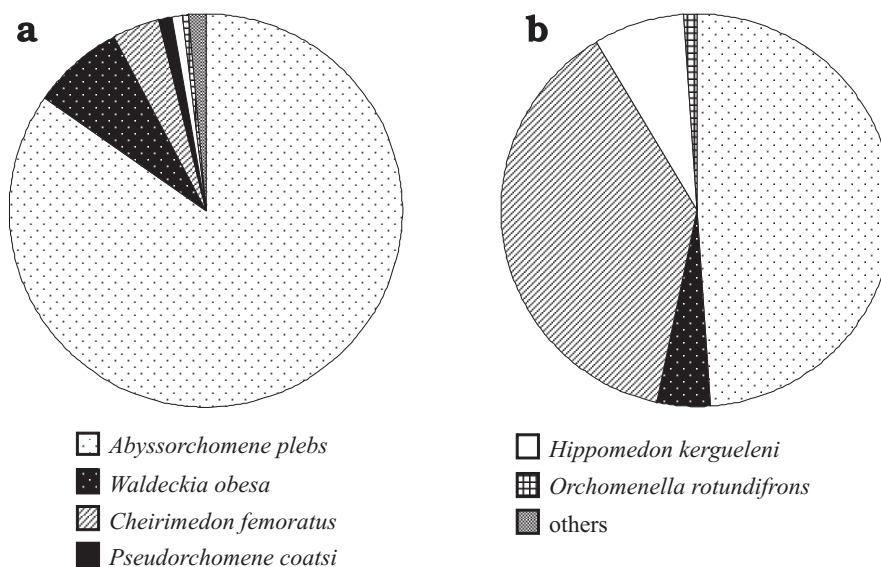 a
b
Abyssorchomene plebs
Waldeckia obesa
Cheirimedon femoratus
Pseudorchomene coatsi
Hippomedon kergueleni
Orchomenella rotundifrons
others